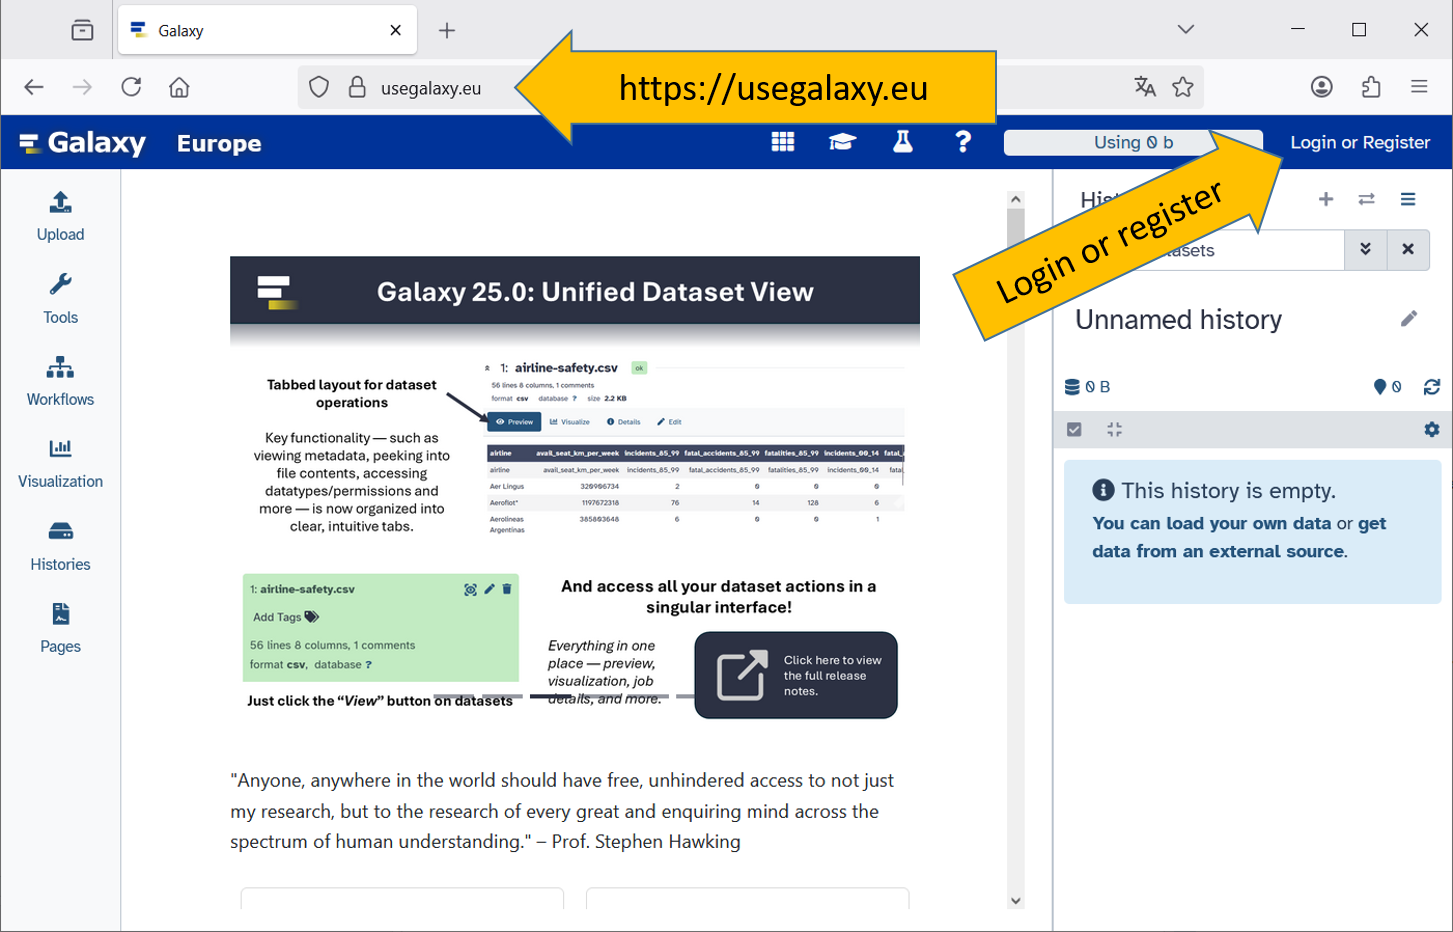 Galaxy
usegalaxy.eu
https://usegalaxy.eu
Galaxy Europe
Using 0 b
Login or Register
Login or register
Upload
Tools
Workflows
Visualization
Histories
Pages
Galaxy 25.0: Unified Dataset View
Tabbed layout for dataset
operations
Key functionality — such as
viewing metadata, peeking into
file contents, accessing
datatypes/permissions and
more — is now organized into
clear, intuitive tabs.
1: airline-safety.csv ok
56 lines 8 columns, 1 comments
format csv database ? size 2.2 KB
Preview Visualize Details Edit
airline avail_seat_km_per_week incidents_85_99 fatal_accidents_85_99 fatalities_85_99 incidents_00_14 fatal_
airline avail_seat_km_per_week incidents_85_99 fatal_accidents_85_99 fatalities_85_99 incidents_00_14 fatal
Aer Lingus 320906734 2 0 0 0
Aeroflot* 1197672318 76 14 128 6
Aerolineas 385803648 6 0 0 1
Argentinas
1: airline-safety.csv
Add Tags
56 lines 8 columns, 1 comments
format csv, database ?
Just click the “View” button on datasets
And access all your dataset actions in a
singular interface!
Everything in one
place — preview,
visualization, job
details, and more.
Click here to view
the full release
notes.
"Anyone, anywhere in the world should have free, unhindered access to not just
my research, but to the research of every great and enquiring mind across the
spectrum of human understanding." – Prof. Stephen Hawking
Unnamed history
0 B
0
This history is empty.
You can load your own data or get
data from an external source.